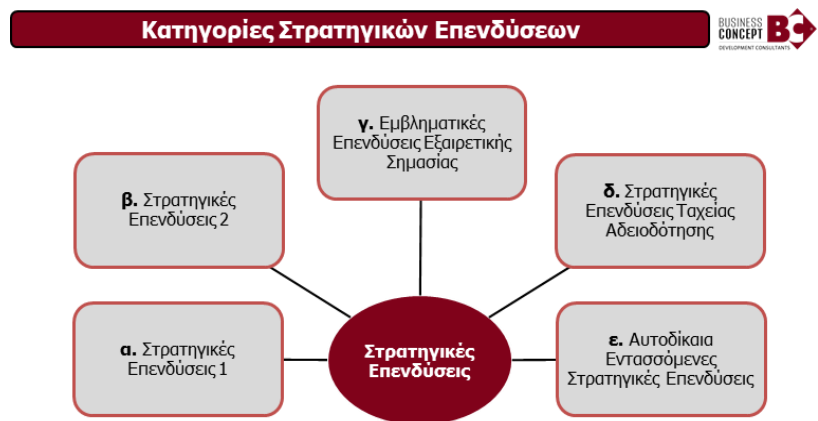 Κατηγορίες Στρατηγικών Επενδύσεων
BUSINESS
CONCEPT
BC
DEVELOPMENT CONSULTANTS
γ. Εμβληματικές
Επενδύσεις Εξαιρετικής
Σημασίας
β. Στρατηγικές
Επενδύσεις 2
δ. Στρατηγικές
Επενδύσεις Ταχείας
Αδειοδότησης
α. Στρατηγικές
Επενδύσεις 1
Στρατηγικές
Επενδύσεις
ε. Αυτοδίκαια
Εντασσόμενες
Στρατηγικές Επενδύσεις